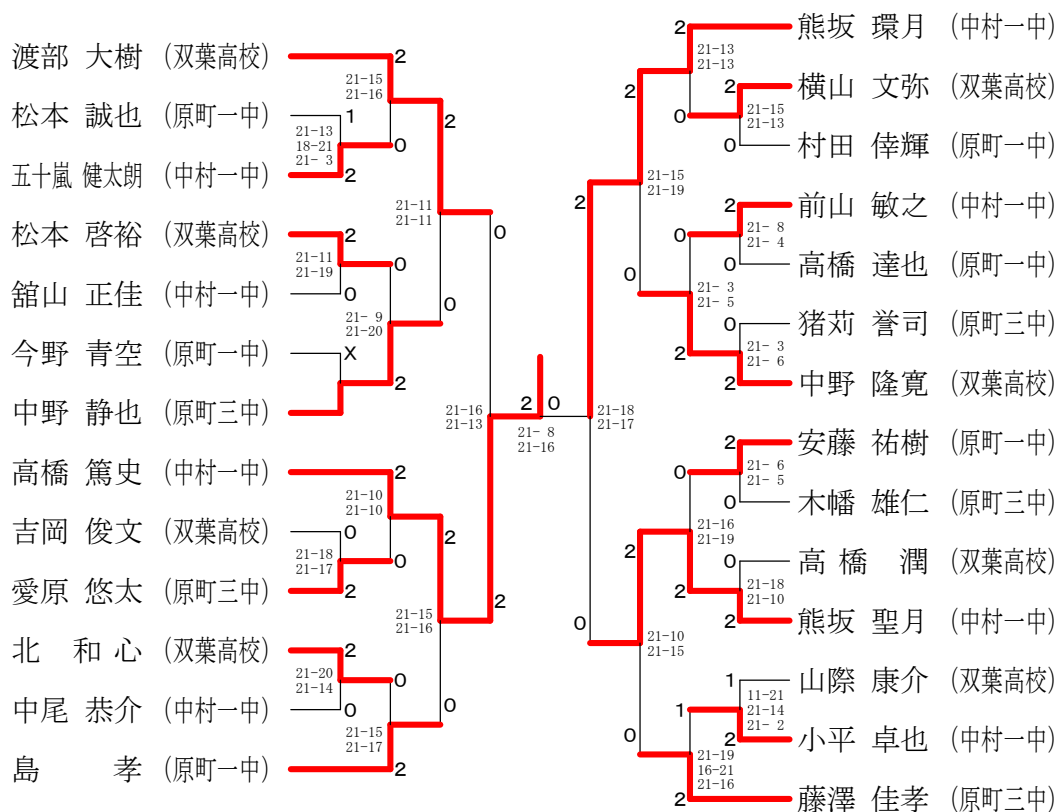 渡部 大樹 (双葉高校) 2
21-15
21-16
松本 誠也 (原町一中) 1
21-13
18-21
21- 3
0
五十嵐 健太朗 (中村一中) 2
2
21-11
21-11
松本 啓裕 (双葉高校) 2
21-11
21-19
0
舘山 正佳 (中村一中) 0
21- 9
21-20
0
今野 青空 (原町一中) X
2
中野 静也 (原町三中)
0
21-16
21-13
高橋 篤史 (中村一中) 2
21-10
21-10
吉岡 俊文 (双葉高校) 0
21-18
21-17
0
愛原 悠太 (原町三中) 2
2
21-15
21-16
2
北 和心 (双葉高校) 2
21-20
21-14
0
中尾 恭介 (中村一中) 0
0
21-15
21-17
島 孝 (原町一中) 2
2 0
21- 8
21-16
2 熊坂 環月 (中村一中)
21-13
21-13
2 横山 文弥 (双葉高校)
2
0
21-15
21-13
0 村田 倖輝 (原町一中)
21-15
21-19
2
2 前山 敏之 (中村一中)
0
21- 8
21- 4
0 高橋 達也 (原町一中)
0
21- 3
21- 5
0 猪苅 誉司 (原町三中)
2
21- 3
21- 6
2 中野 隆寛 (双葉高校)
21-18
21-17
2 安藤 祐樹 (原町一中)
0
21- 6
21- 5
0 木幡 雄仁 (原町三中)
21-16
21-19
2
0 高橋 潤 (双葉高校)
2
21-18
21-10
2 熊坂 聖月 (中村一中)
0
21-10
21-15
1 山際 康介 (双葉高校)
1
11-21
21-14
21- 2
2 小平 卓也 (中村一中)
0
21-19
16-21
21-16
2 藤澤 佳孝 (原町三中)